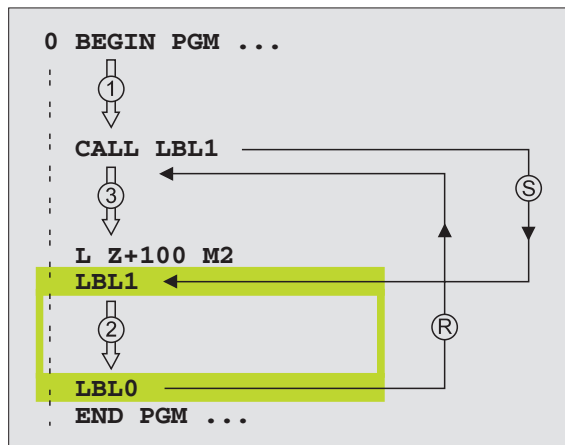 0 BEGIN PGM ...
1
CALL LBL1
S
3
L Z+100 M2
LBL1
2
R
LBL0
END PGM ...